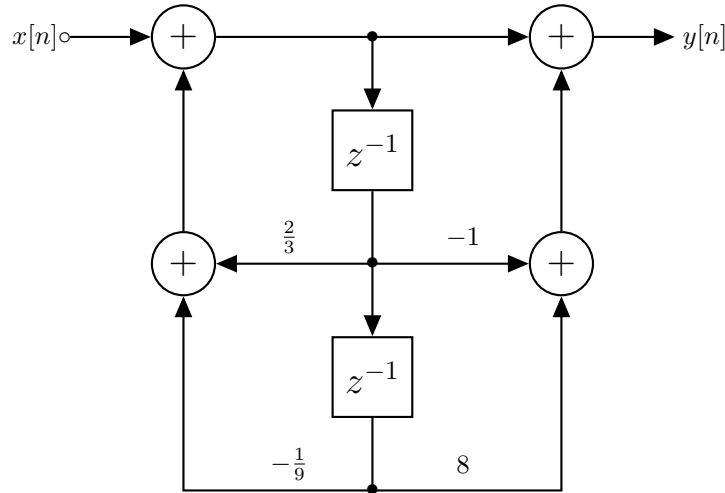 x[n] + + y[n]
z⁻¹
2/3 −1
+ +
z⁻¹
−1/9 8